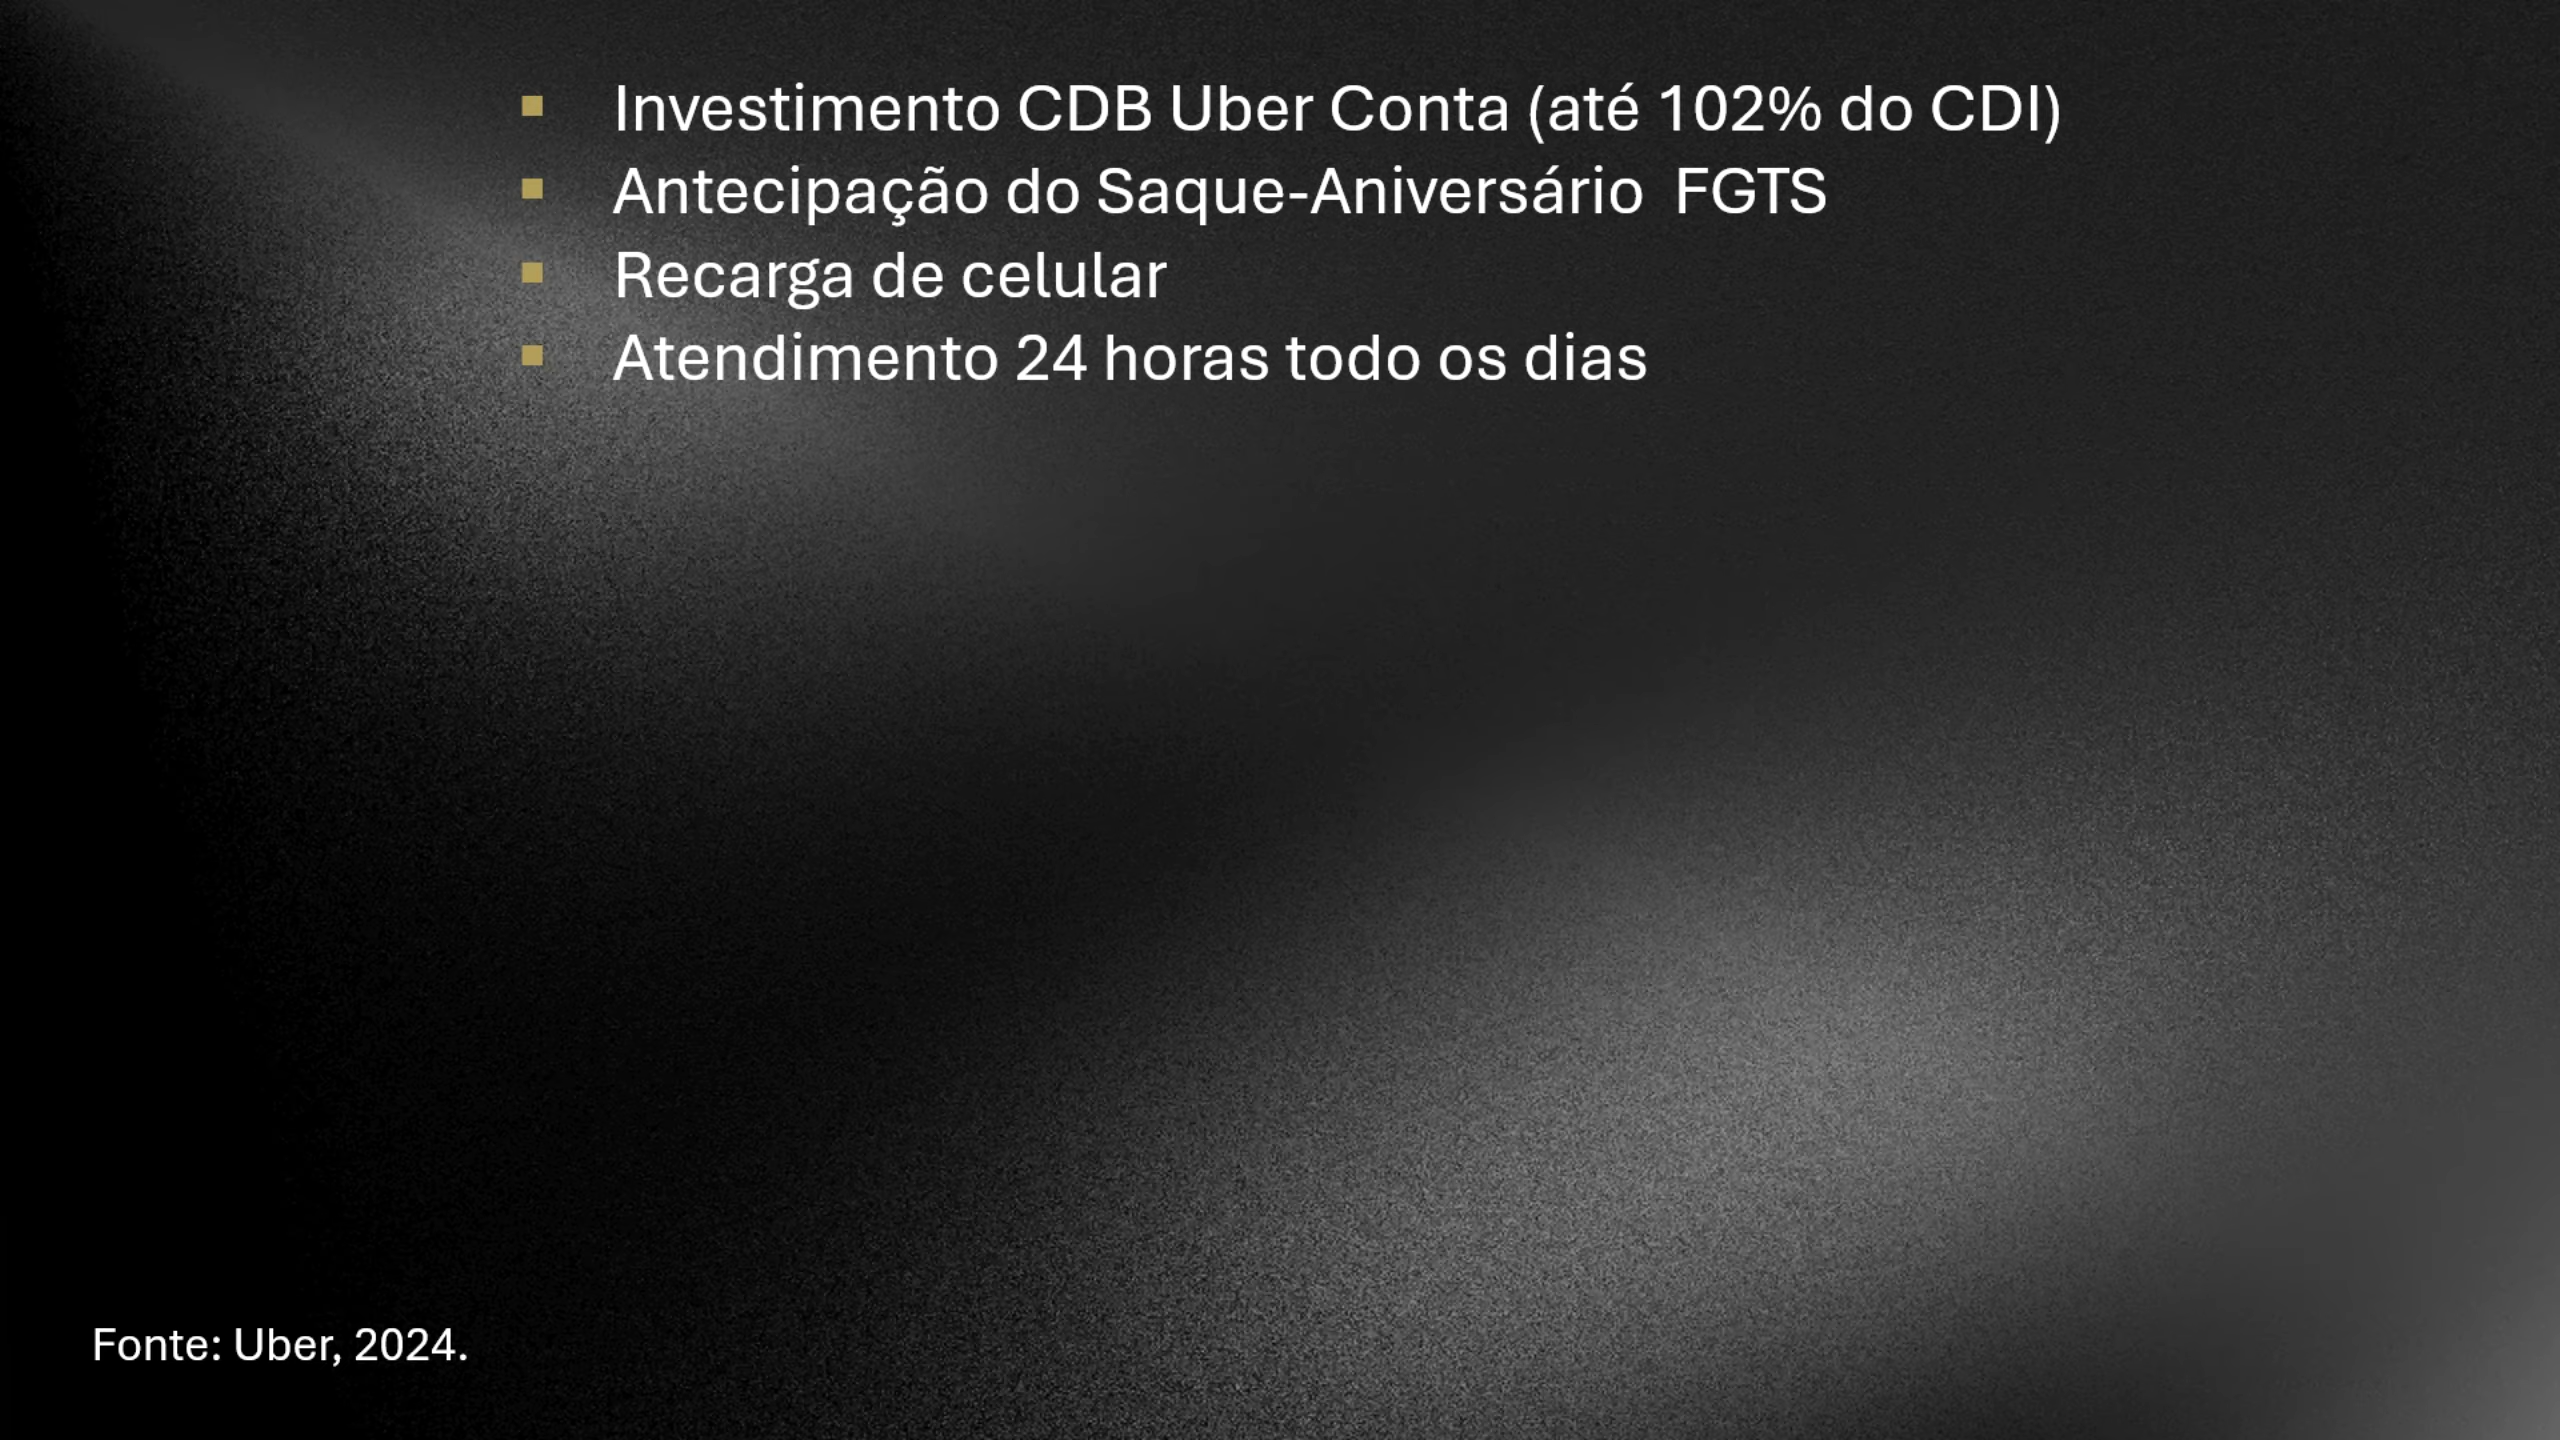 ▪ Investimento CDB Uber Conta (até 102% do CDI)
▪ Antecipação do Saque-Aniversário  FGTS
▪ Recarga de celular
▪ Atendimento 24 horas todo os dias
Fonte: Uber, 2024.